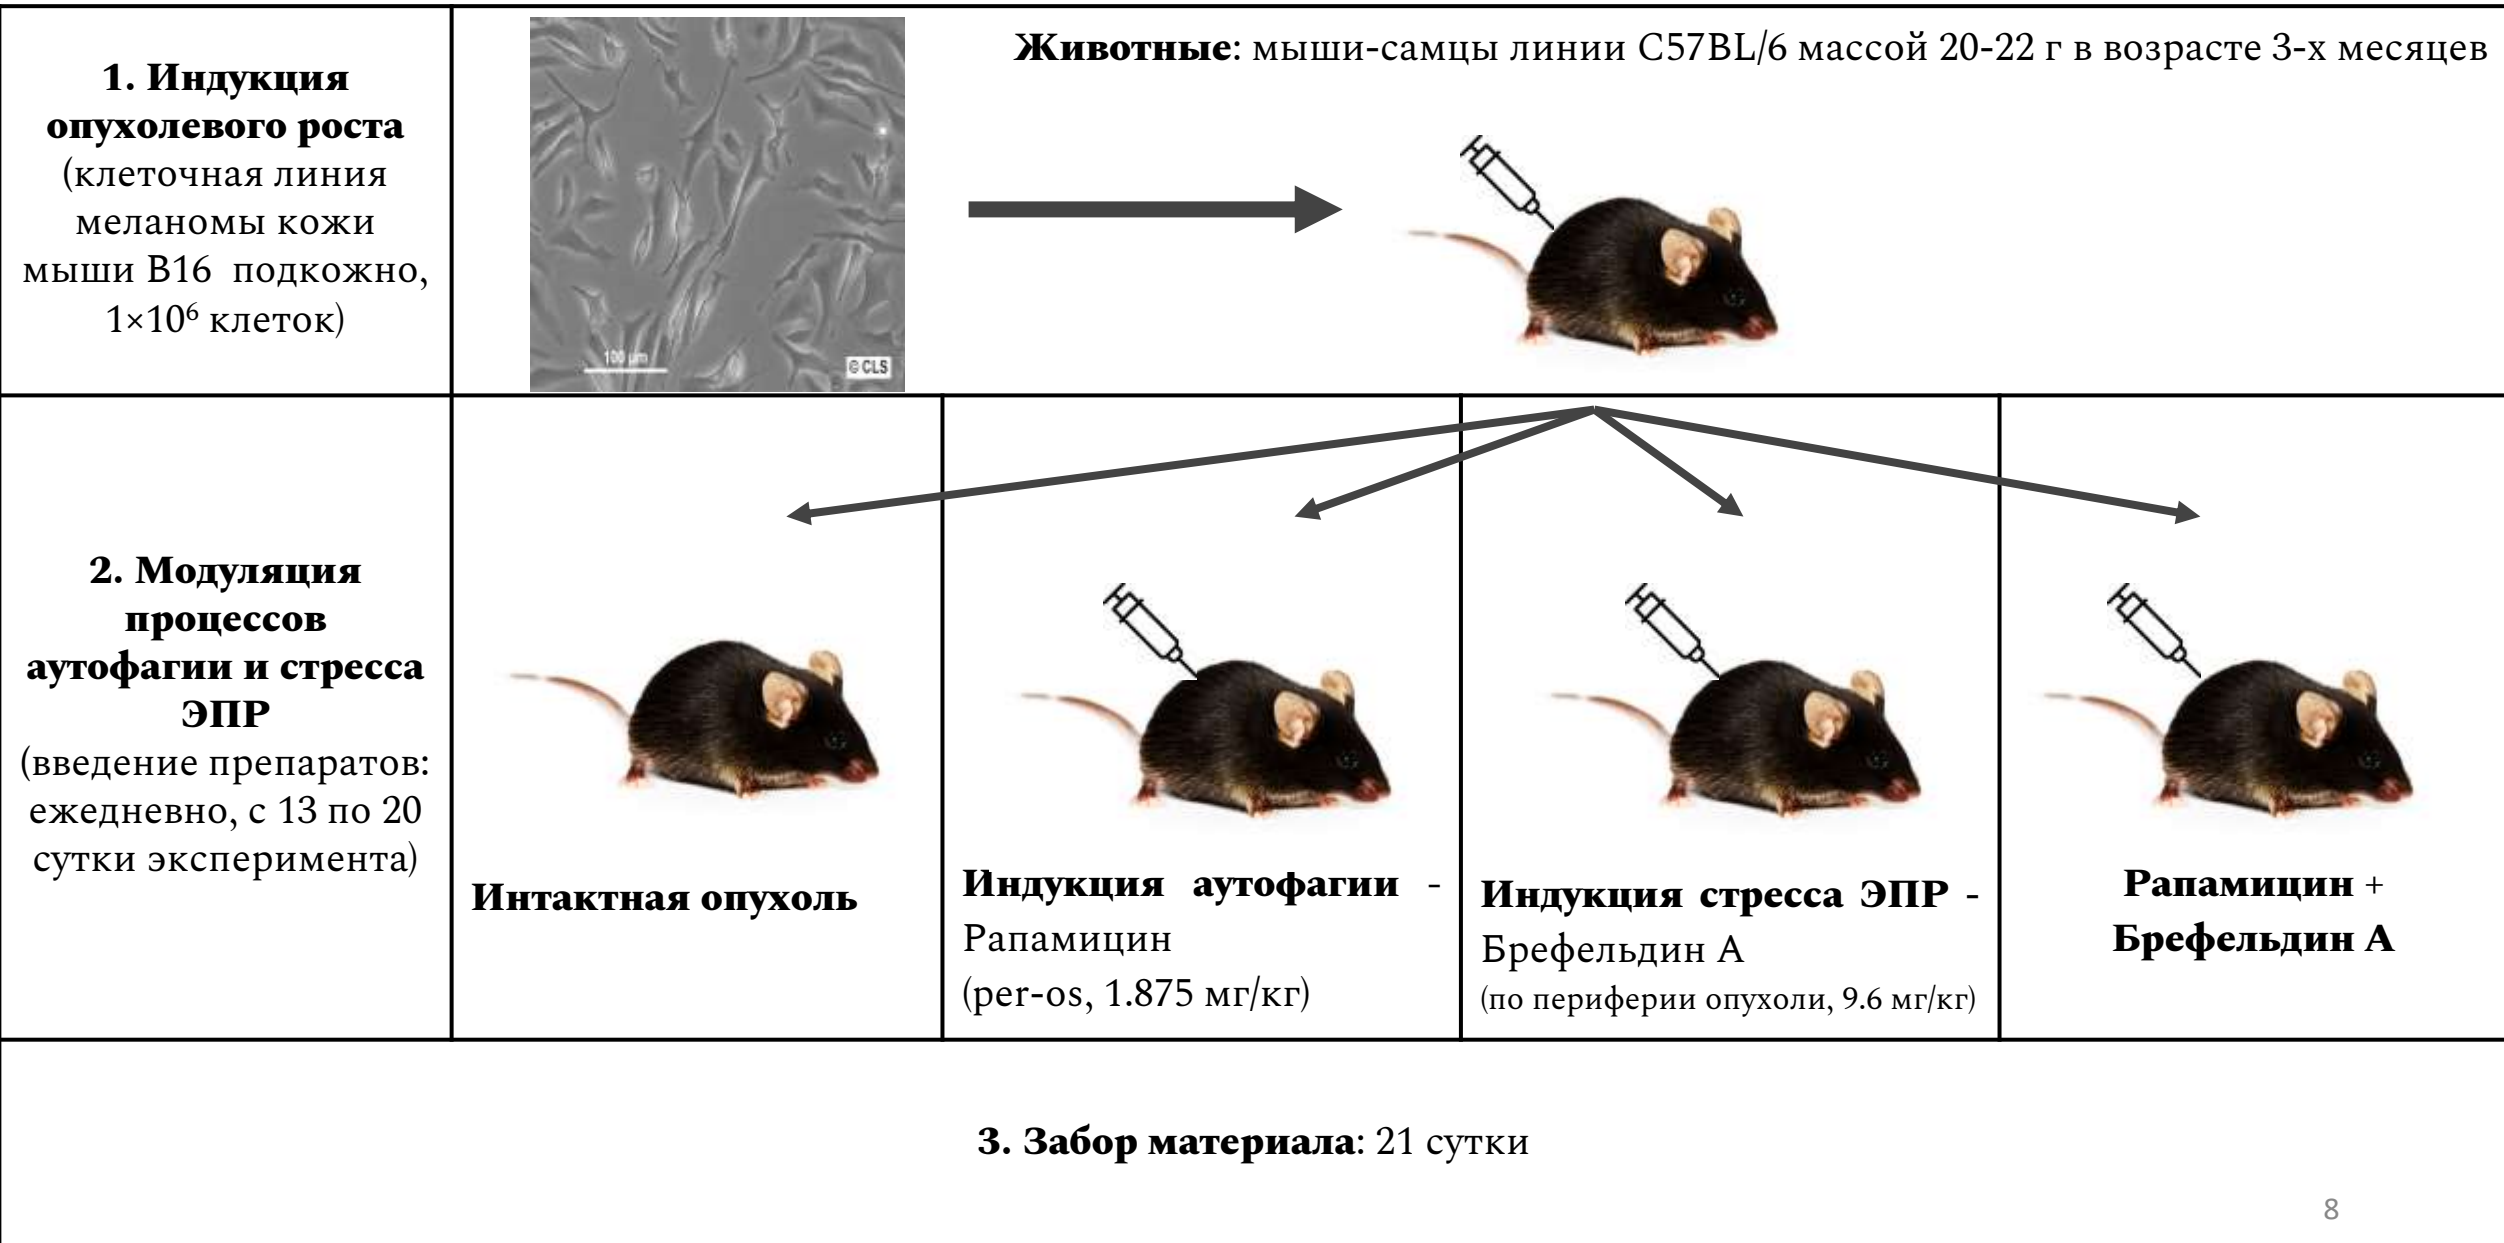 1. Индукция
опухолевого роста
(клеточная линия
меланомы кожи
мыши B16 подкожно,
1×10⁶ клеток)
100 µm
© CLS
Животные: мыши-самцы линии C57BL/6 массой 20-22 г в возрасте 3-х месяцев
2. Модуляция
процессов
аутофагии и стресса
ЭПР
(введение препаратов:
ежедневно, с 13 по 20
сутки эксперимента)
Интактная опухоль
Индукция аутофагии -
Рапамицин
(per-os, 1.875 мг/кг)
Индукция стресса ЭПР -
Брефельдин А
(по периферии опухоли, 9.6 мг/кг)
Рапамицин +
Брефельдин А
3. Забор материала: 21 сутки
8